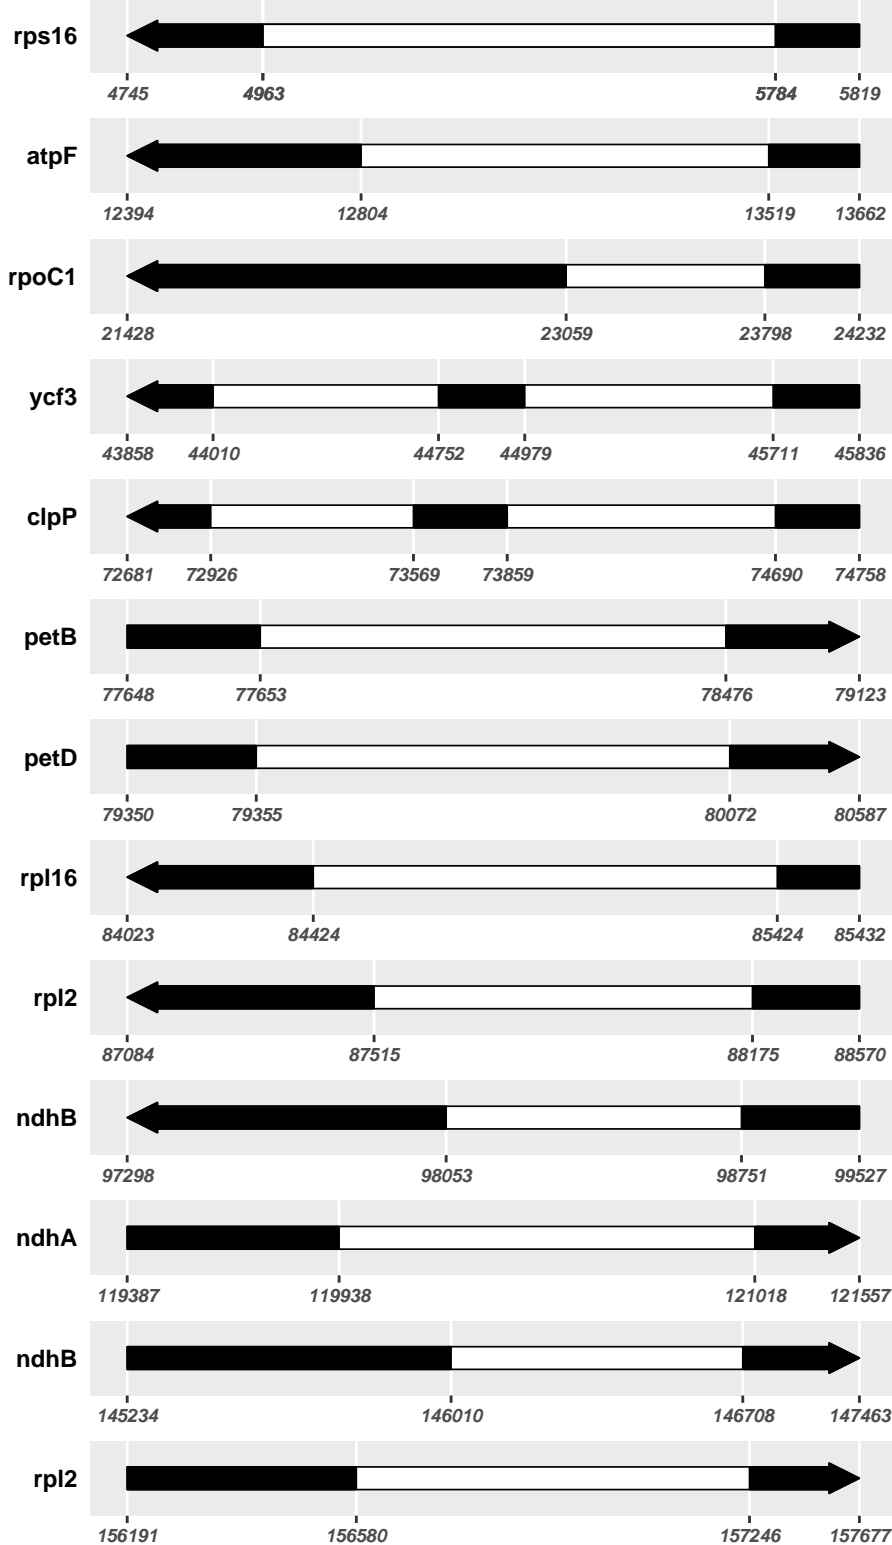 rps16
4745 4963 5784 5819
atpF
12394 12804 13519 13662
rpoC1
21428 23059 23798 24232
ycf3
43858 44010 44752 44979 45711 45836
clpP
72681 72926 73569 73859 74690 74758
petB
77648 77653 78476 79123
petD
79350 79355 80072 80587
rpl16
84023 84424 85424 85432
rpl2
87084 87515 88175 88570
ndhB
97298 98053 98751 99527
ndhA
119387 119938 121018 121557
ndhB
145234 146010 146708 147463
rpl2
156191 156580 157246 157677